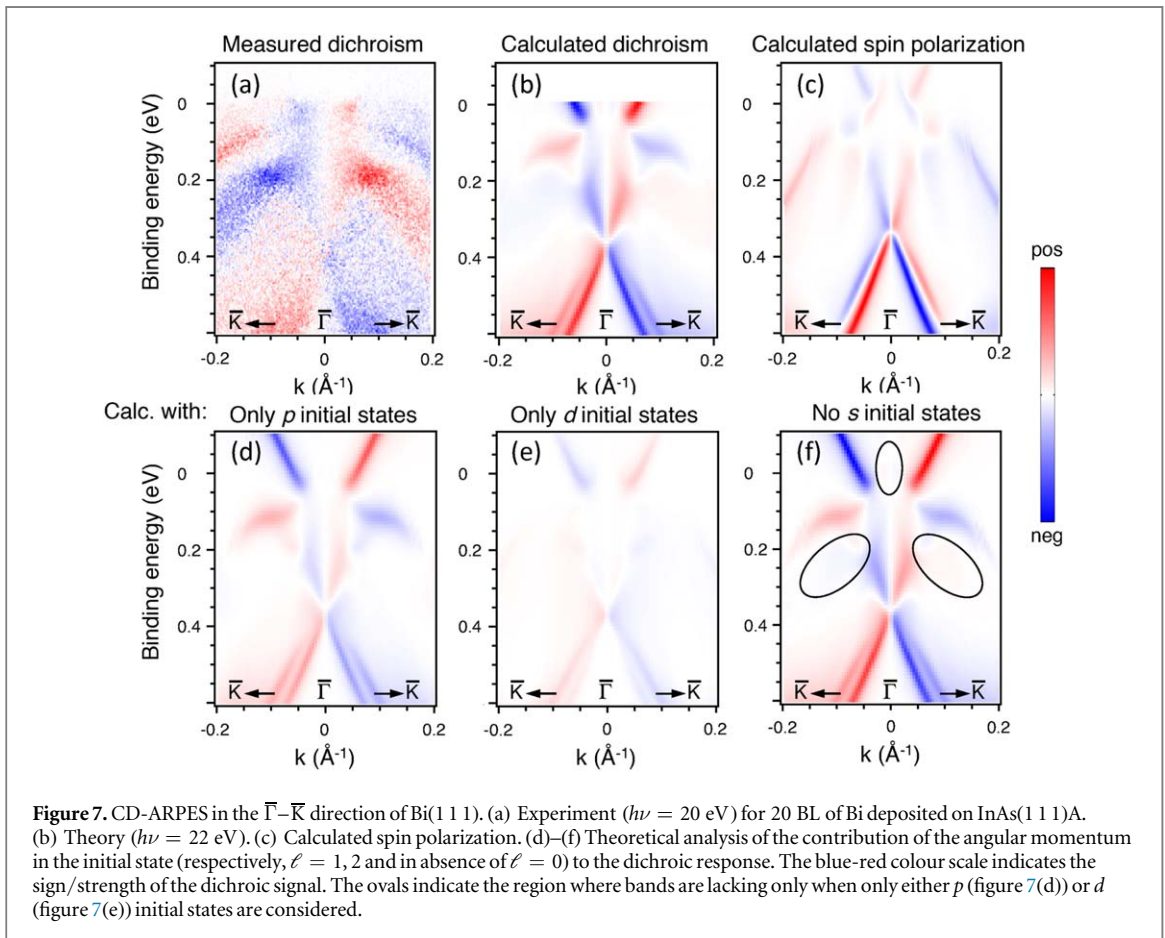 Measured dichroism
Calculated dichroism
Calculated spin polarization
(a)
(b)
(c)
Binding energy (eV)
0
0.2
0.4
0
0.2
0.4
0
0.2
0.4
K̅
Γ̅
K̅
K̅
Γ̅
K̅
K̅
Γ̅
K̅
-0.2
0
0.2
-0.2
0
0.2
-0.2
0
0.2
k (Å⁻¹)
k (Å⁻¹)
k (Å⁻¹)
pos
neg
Calc. with:
Only p initial states
Only d initial states
No s initial states
(d)
(e)
(f)
Binding energy (eV)
0
0.2
0.4
0
0.2
0.4
0
0.2
0.4
K̅
Γ̅
K̅
K̅
Γ̅
K̅
K̅
Γ̅
K̅
-0.2
0
0.2
-0.2
0
0.2
-0.2
0
0.2
k (Å⁻¹)
k (Å⁻¹)
k (Å⁻¹)
Figure 7. CD-ARPES in the Γ̅–K̅ direction of Bi(1 1 1). (a) Experiment (hν = 20 eV) for 20 BL of Bi deposited on InAs(1 1 1)A.
(b) Theory (hν = 22 eV). (c) Calculated spin polarization. (d)–(f) Theoretical analysis of the contribution of the angular momentum
in the initial state (respectively, ℓ = 1, 2 and in absence of ℓ = 0) to the dichroic response. The blue-red colour scale indicates the
sign/strength of the dichroic signal. The ovals indicate the region where bands are lacking only when only either p (figure 7(d)) or d
(figure 7(e)) initial states are considered.